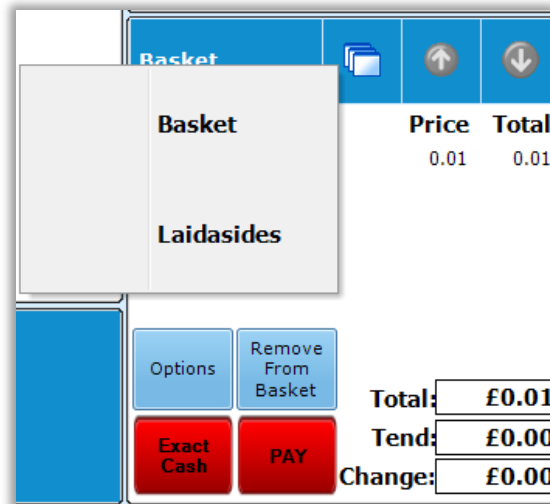 Basket
Basket
Price Total
0.01 0.01
Laidasides
Options
Remove
From
Basket
Total: £0.01
Exact
Cash
PAY
Tend: £0.00
Change: £0.00